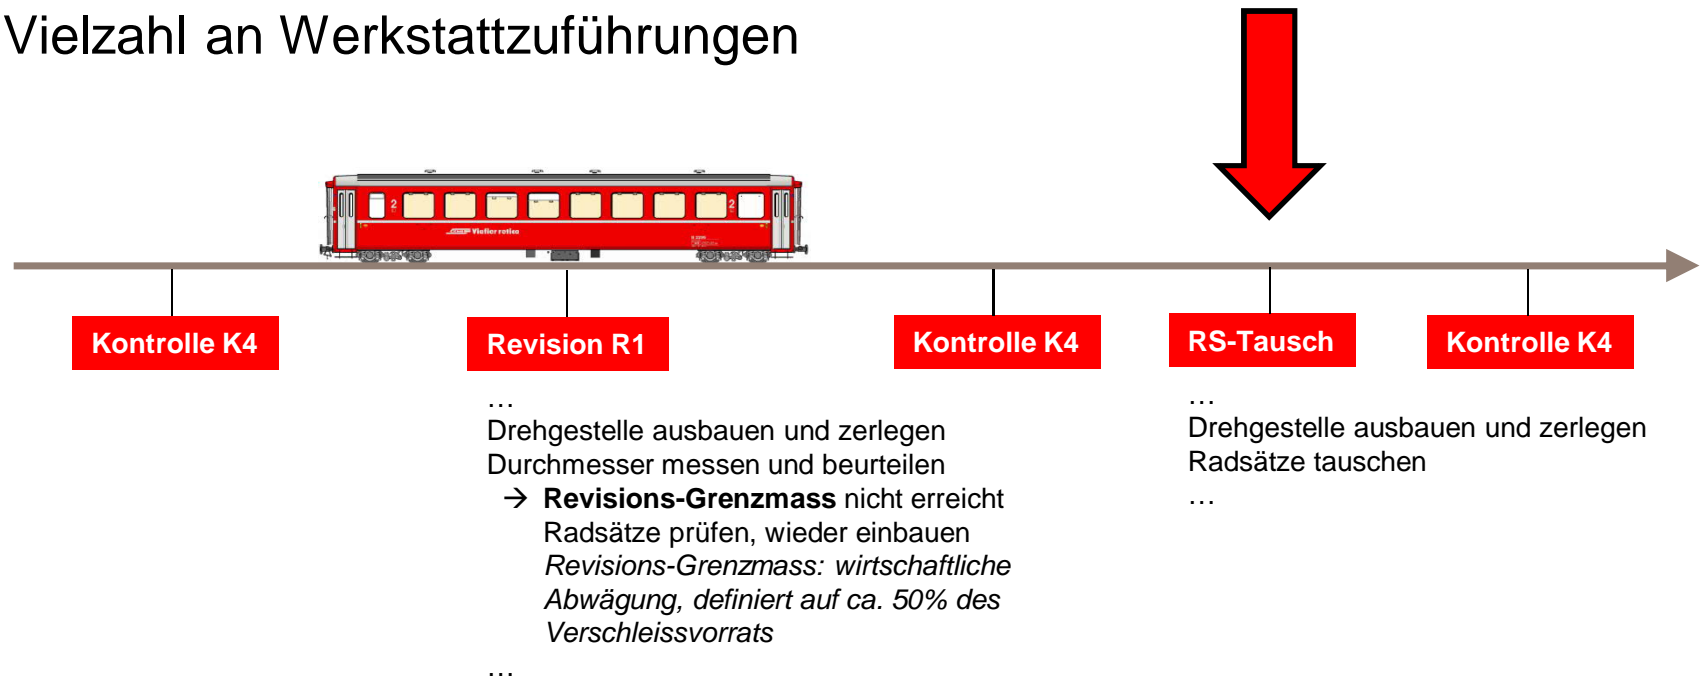 Vielzahl an Werkstattzuführungen
2
2
Kontrolle K4
Revision R1
Kontrolle K4
RS-Tausch
Kontrolle K4
…
Drehgestelle ausbauen und zerlegen
Durchmesser messen und beurteilen
→ Revisions-Grenzmass nicht erreicht
Radsätze prüfen, wieder einbauen
Revisions-Grenzmass: wirtschaftliche
Abwägung, definiert auf ca. 50% des
Verschleissvorrats
…
…
Drehgestelle ausbauen und zerlegen
Radsätze tauschen
…